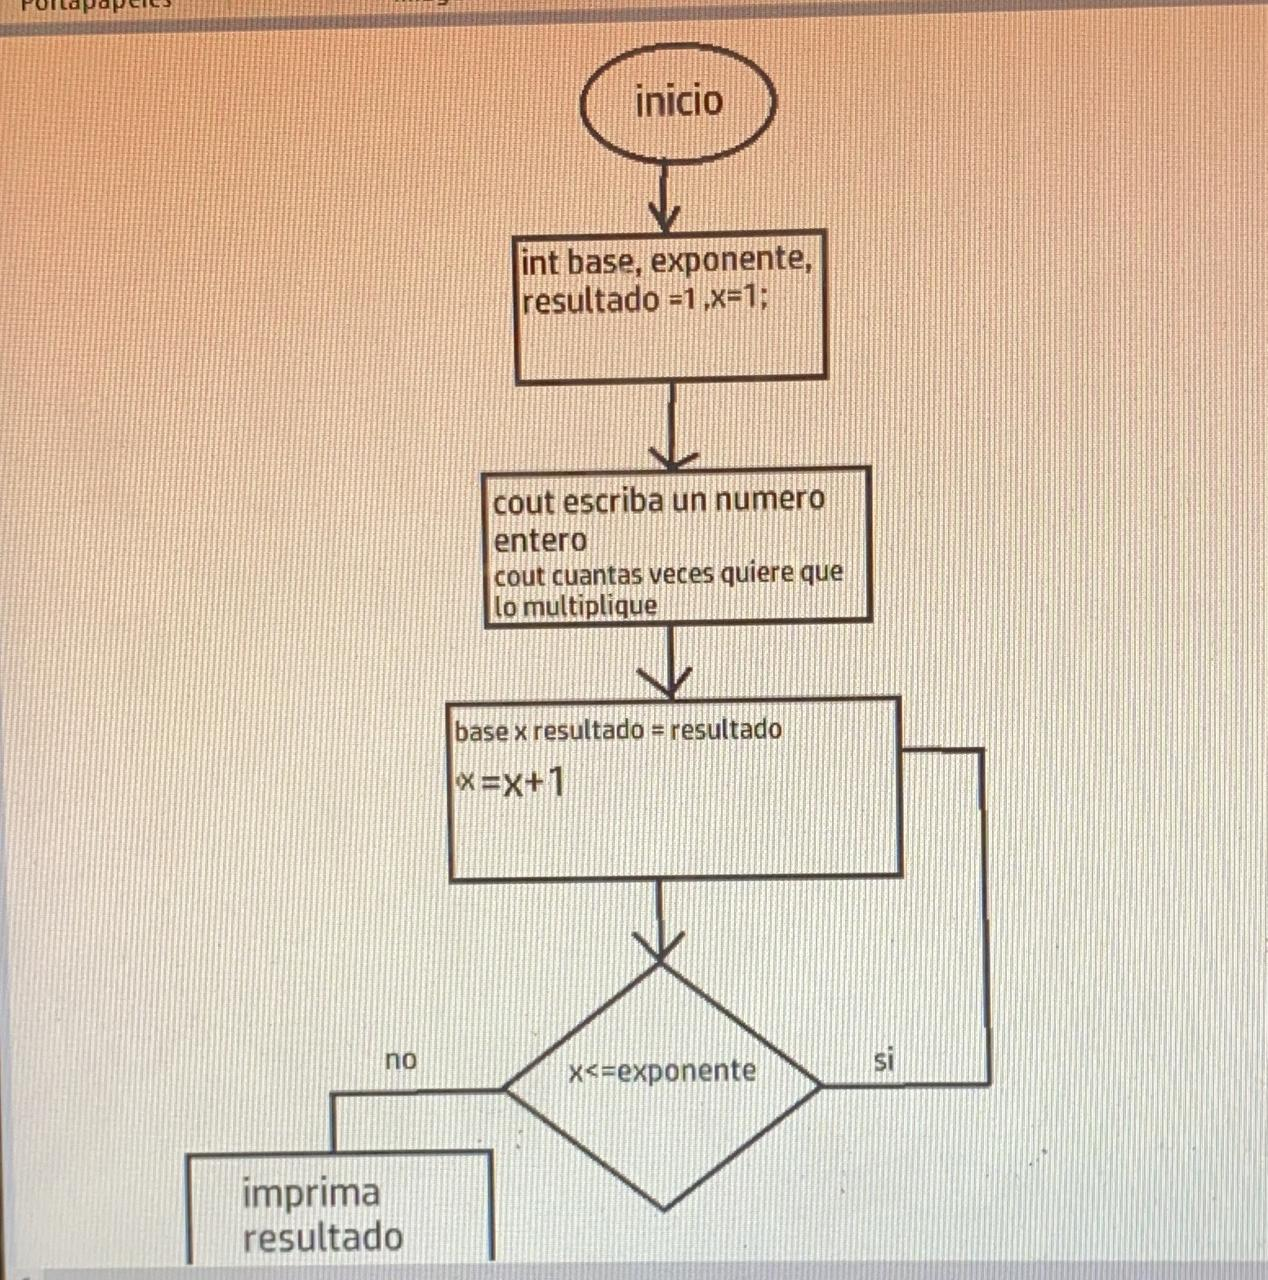 Portapapeles
inicio
int base, exponente,
resultado =1 ,x=1;
cout escriba un numero
entero
cout cuantas veces quiere que
lo multiplique
base x resultado = resultado
x=x+1
x<=exponente
no
si
imprima
resultado